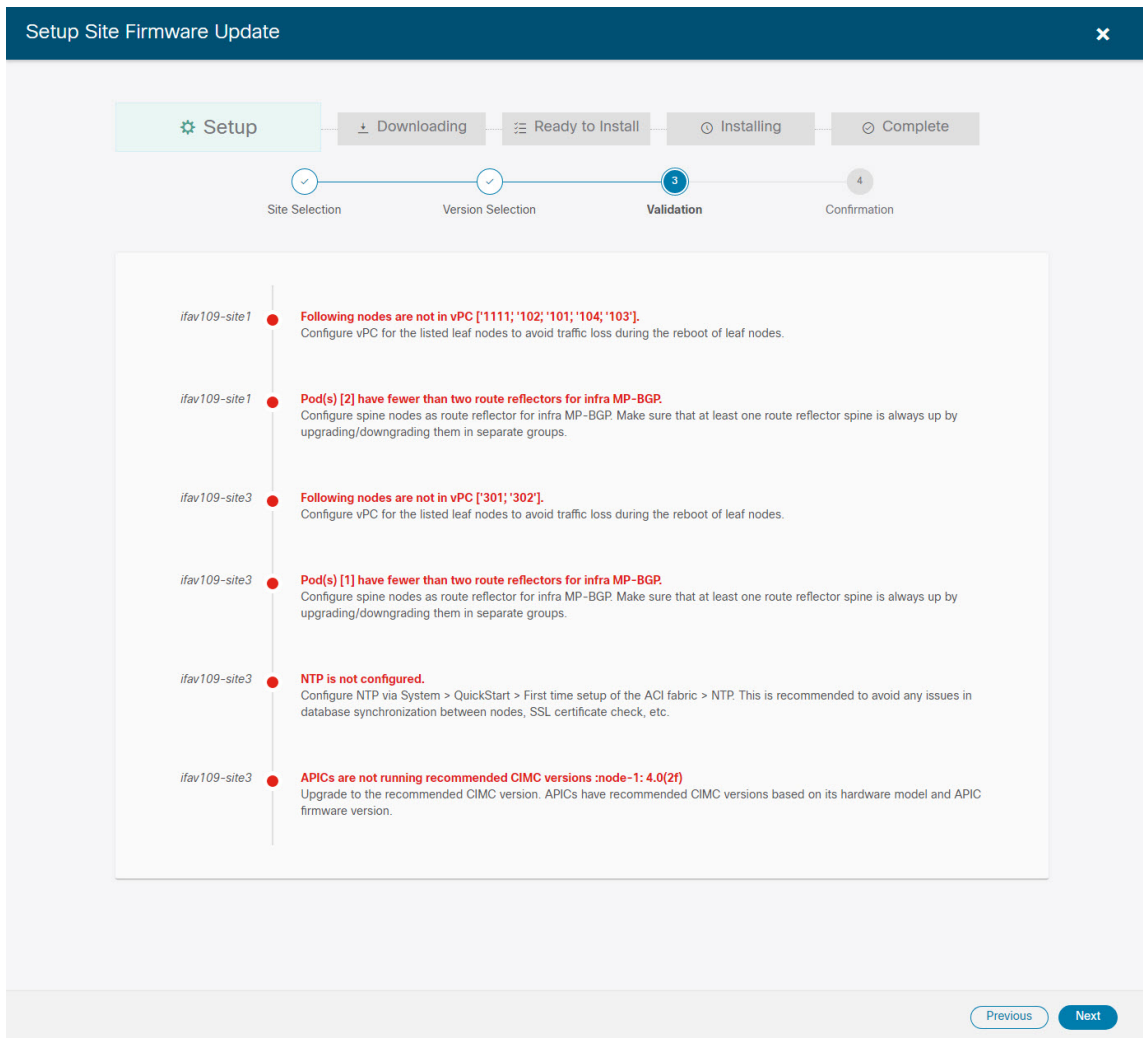 Setup Site Firmware Update
Setup
Downloading
Ready to Install
Installing
Complete
3
4
Site Selection
Version Selection
Validation
Confirmation
ifav109-site1
Following nodes are not in vPC ['1111', '102', '101', '104', '103'].
Configure vPC for the listed leaf nodes to avoid traffic loss during the reboot of leaf nodes.
ifav109-site1
Pod(s) [2] have fewer than two route reflectors for infra MP-BGP.
Configure spine nodes as route reflector for infra MP-BGP. Make sure that at least one route reflector spine is always up by
upgrading/downgrading them in separate groups.
ifav109-site3
Following nodes are not in vPC ['301', '302'].
Configure vPC for the listed leaf nodes to avoid traffic loss during the reboot of leaf nodes.
ifav109-site3
Pod(s) [1] have fewer than two route reflectors for infra MP-BGP.
Configure spine nodes as route reflector for infra MP-BGP. Make sure that at least one route reflector spine is always up by
upgrading/downgrading them in separate groups.
ifav109-site3
NTP is not configured.
Configure NTP via System > QuickStart > First time setup of the ACI fabric > NTP. This is recommended to avoid any issues in
database synchronization between nodes, SSL certificate check, etc.
ifav109-site3
APICs are not running recommended CIMC versions :node-1: 4.0(2f)
Upgrade to the recommended CIMC version. APICs have recommended CIMC versions based on its hardware model and APIC
firmware version.
Previous
Next